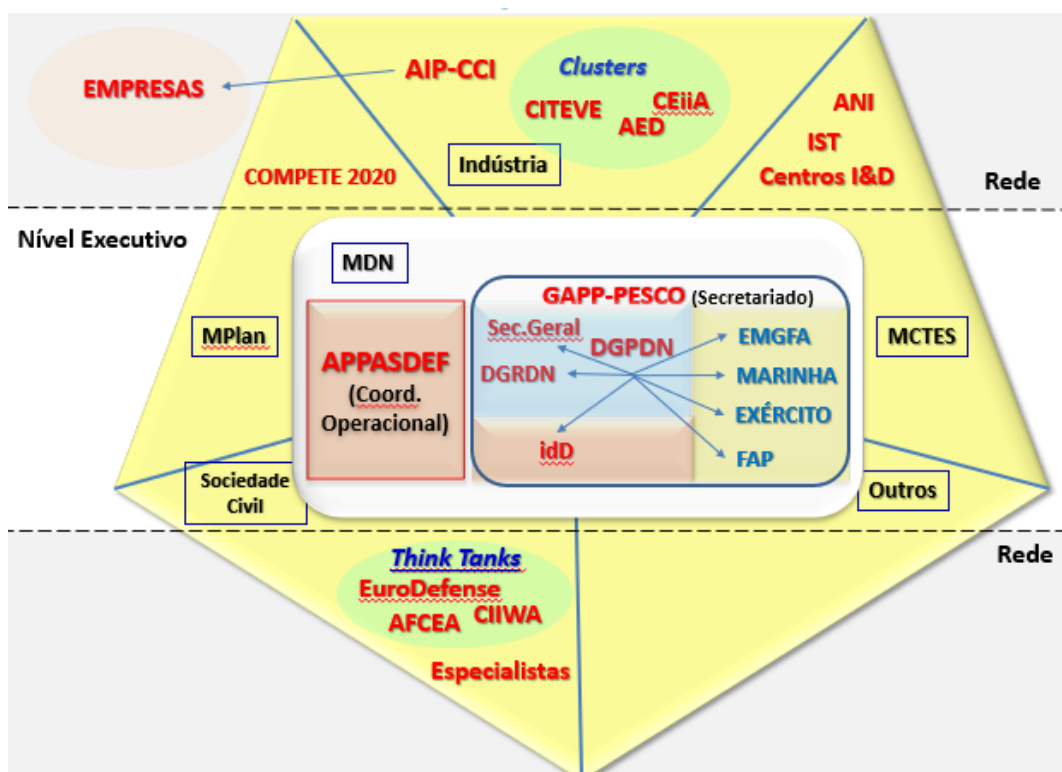 EMPRESAS
AIP-CCI
Clusters
CITEVE
CEiiA
AED
ANI
IST
Centros I&D
COMPETE 2020
Indústria
Rede
Nível Executivo
MDN
GAPP-PESCO (Secretariado)
Sec.Geral
DGPDN
DGRDN
idD
EMGFA
MARINHA
EXÉRCITO
FAP
MPlan
APPASDEF
(Coord.
Operacional)
MCTES
Sociedade
Civil
Outros
Rede
Think Tanks
EuroDefense
AFCEA
CIIWA
Especialistas